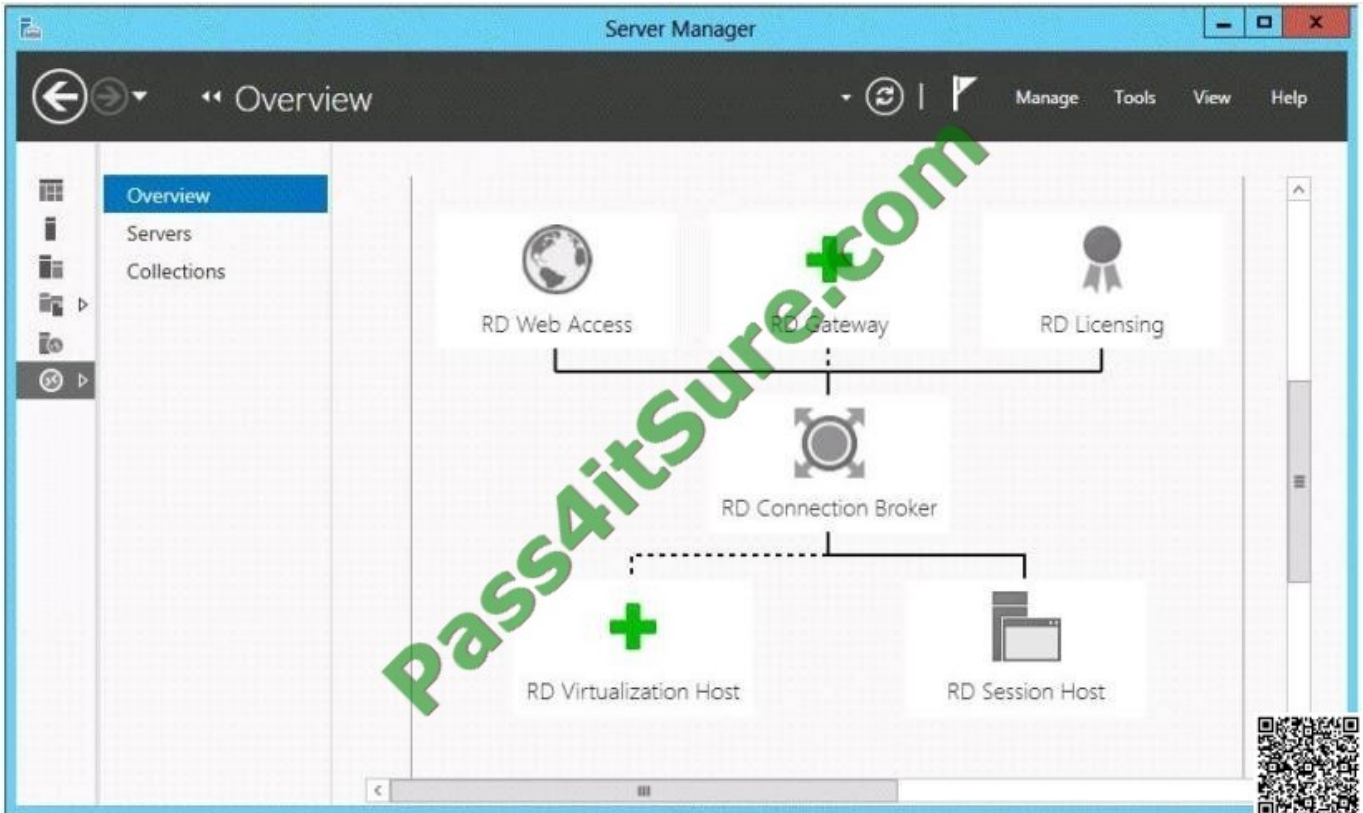 Server Manager
Overview
Manage Tools View Help
Overview
Servers
Collections
RD Web Access
RD Gateway
RD Licensing
RD Connection Broker
RD Virtualization Host
RD Session Host
Pass4itSure.com